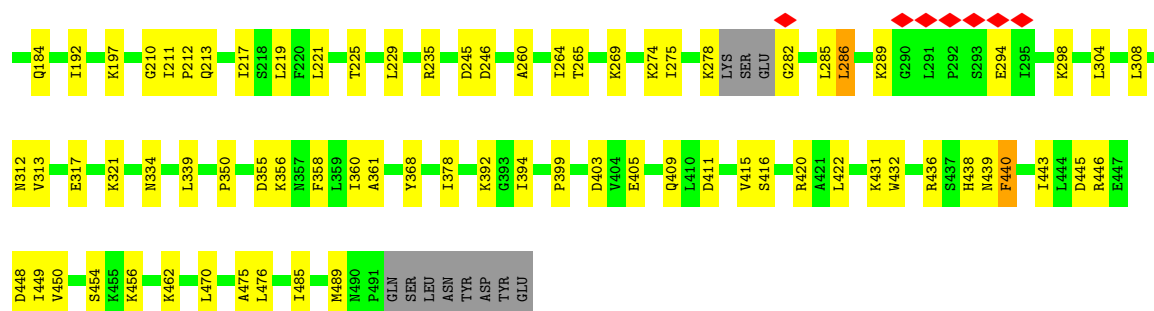 Q184 I192 K197 G210 I211 P212 Q213 I217 S218 L219 F220 L221 T225 L229 R235 D245 D246 A260 I264 T265 K269 K274 I275 K278 LYS SER GLU G282 L285 L286 K289 G290 L291 P292 S293 E294 I295 K298 L304 L308
N312 V313 E317 K321 N334 L339 P350 D355 K356 N357 F358 L359 I360 A361 Y368 I378 K392 G393 I394 P399 D403 V404 E405 Q409 L410 D411 V415 S416 R420 A421 L422 K431 W432 R436 S437 H438 N439 F440 I443 L444 D445 R446 E447
D448 I449 V450 S454 K455 K456 K462 L470 A475 L476 I485 M489 N490 P491 GLN SER LEU ASN TYR ASP TYR GLU